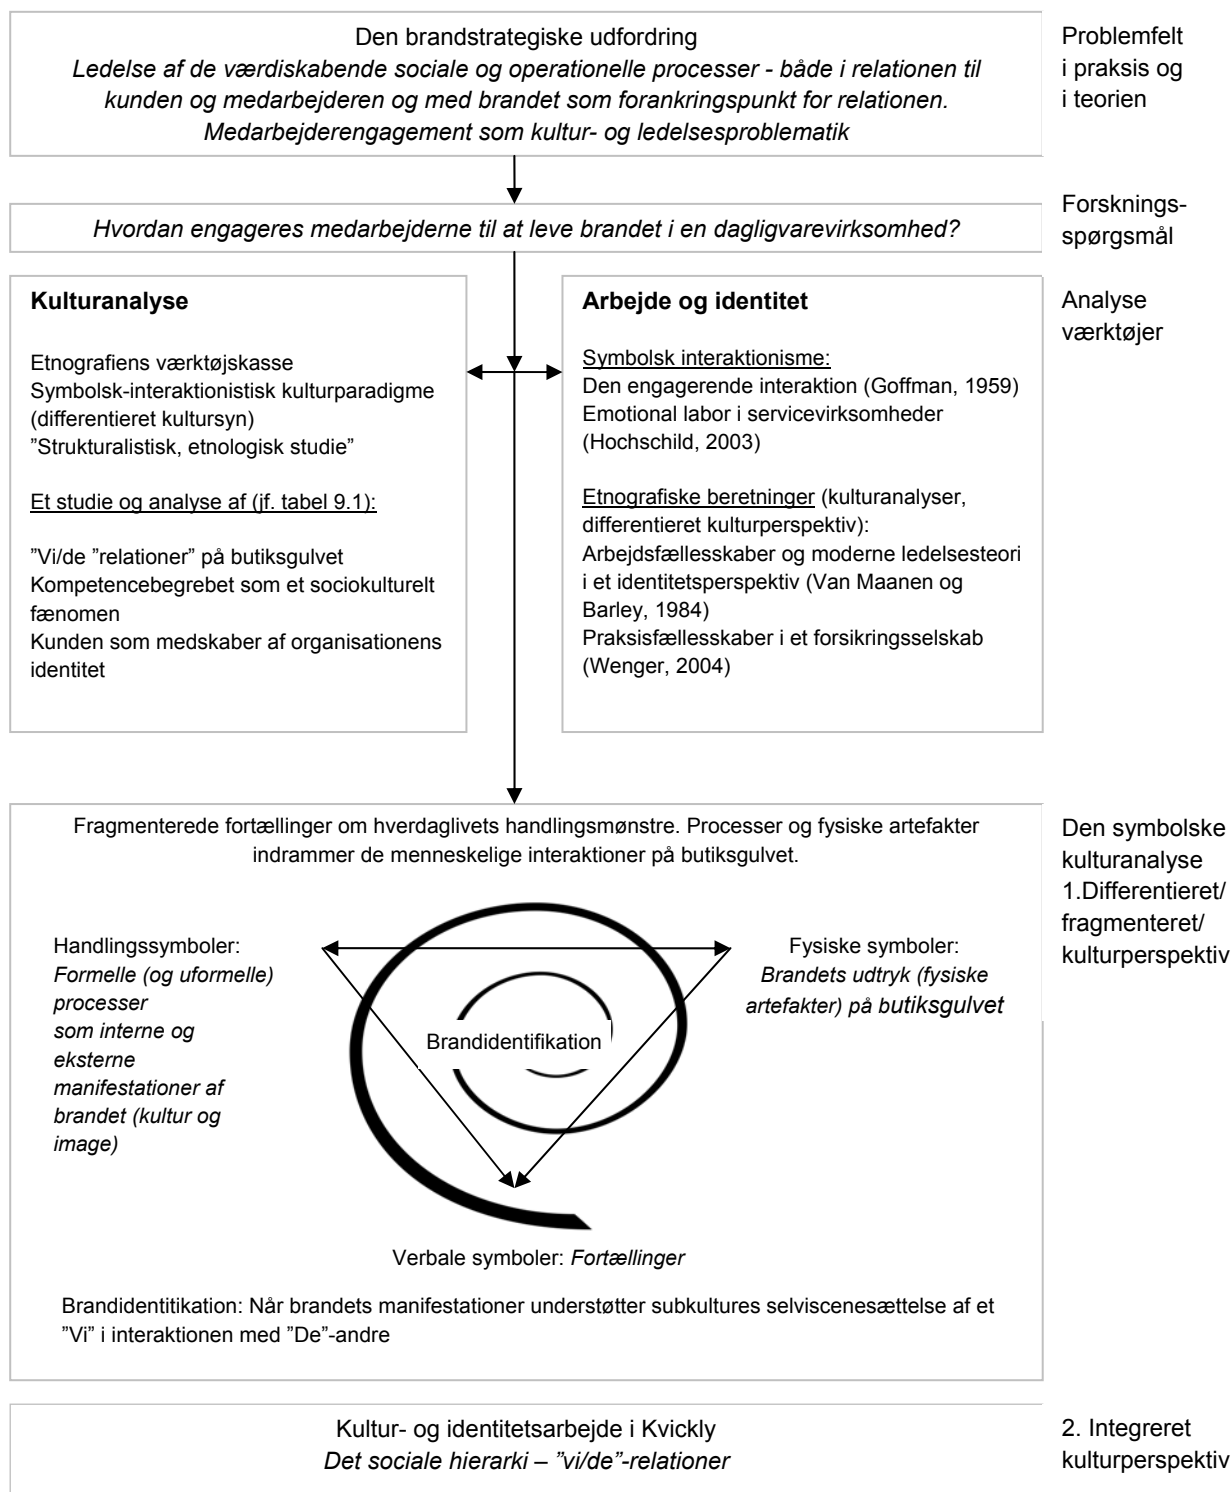 Den brandstrategiske udfordring
Ledelse af de værdiskabende sociale og operationelle processer - både i relationen til
kunden og medarbejderen og med brandet som forankringspunkt for relationen.
Medarbejderengagement som kultur- og ledelsesproblematik
Problemfelt
i praksis og
i teorien
Hvordan engageres medarbejderne til at leve brandet i en dagligvarevirksomhed?
Forsknings-
spørgsmål
Kulturanalyse
Etnografiens værktøjskasse
Symbolsk-interaktionistisk kulturparadigme
(differentieret kultursyn)
”Strukturalistisk, etnologisk studie”
Et studie og analyse af (jf. tabel 9.1):
”Vi/de ”relationer” på butiksgulvet
Kompetencebegrebet som et sociokulturelt
fænomen
Kunden som medskaber af organisationens
identitet
Arbejde og identitet
Symbolsk interaktionisme:
Den engagerende interaktion (Goffman, 1959)
Emotional labor i servicevirksomheder
(Hochschild, 2003)
Etnografiske beretninger (kulturanalyser,
differentieret kulturperspektiv):
Arbejdsfællesskaber og moderne ledelsesteori
i et identitetsperspektiv (Van Maanen og
Barley, 1984)
Praksisfællesskaber i et forsikringsselskab
(Wenger, 2004)
Analyse
værktøjer
Fragmenterede fortællinger om hverdaglivets handlingsmønstre. Processer og fysiske artefakter
indrammer de menneskelige interaktioner på butiksgulvet.
Handlingssymboler:
Formelle (og uformelle)
processer
som interne og
eksterne
manifestationer af
brandet (kultur og
image)
Brandidentifikation
Fysiske symboler:
Brandets udtryk (fysiske
artefakter) på butiksgulvet
Verbale symboler: Fortællinger
Brandidentitikation: Når brandets manifestationer understøtter subkultures selviscenesættelse af et
”Vi” i interaktionen med ”De”-andre
Den symbolske
kulturanalyse
1.Differentieret/
fragmenteret/
kulturperspektiv
Kultur- og identitetsarbejde i Kvickly
Det sociale hierarki – ”vi/de”-relationer
2. Integreret
kulturperspektiv